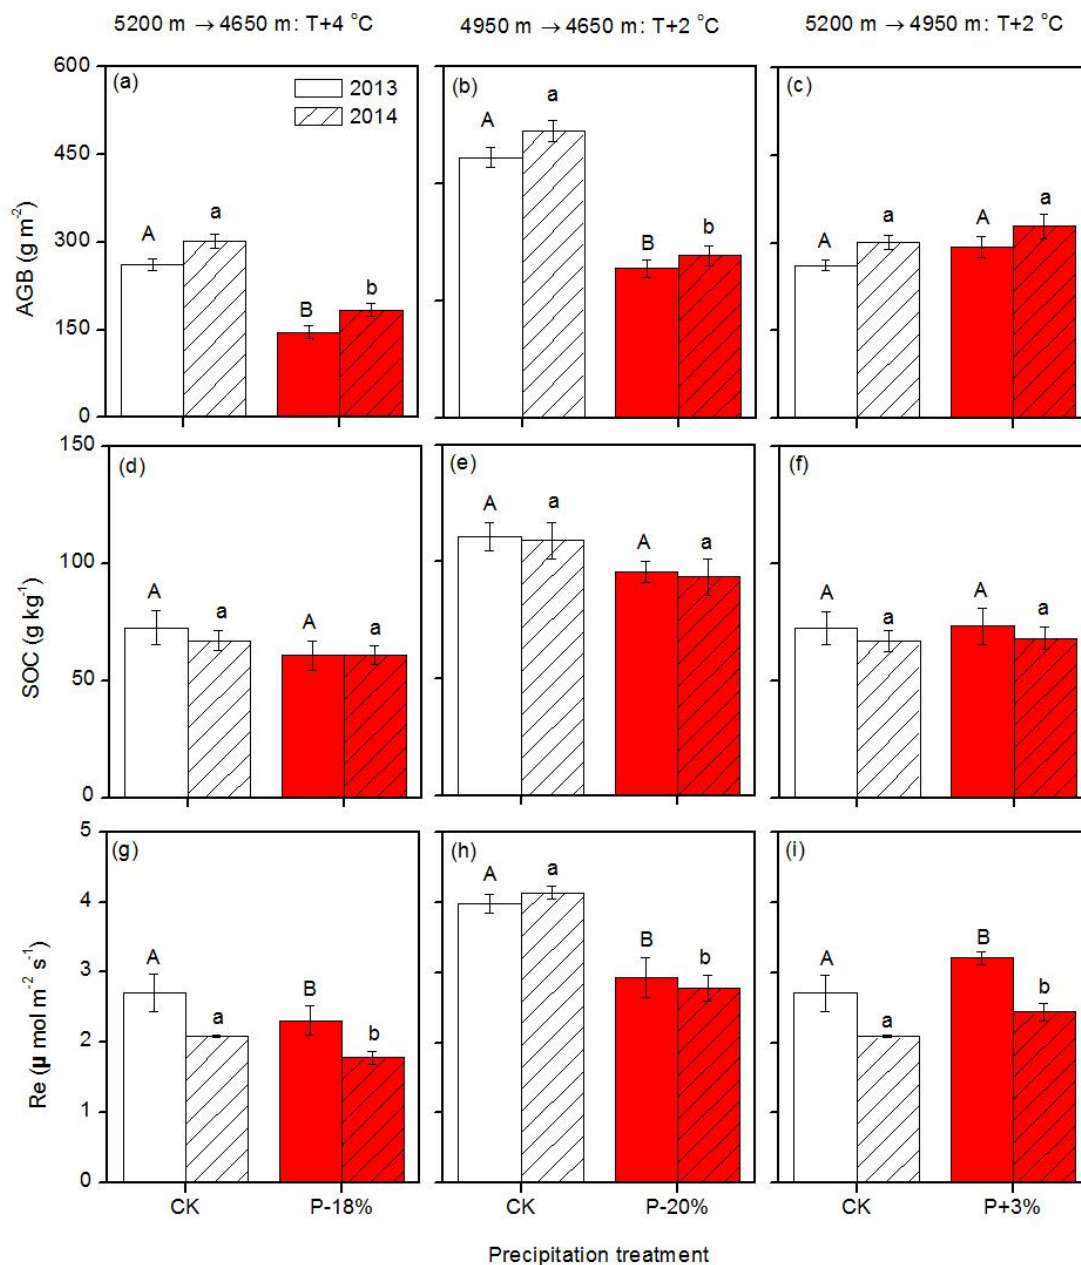 5200 m → 4650 m: T+4 °C
4950 m → 4650 m: T+2 °C
5200 m → 4950 m: T+2 °C
600
450
300
150
0
AGB (g m⁻²)
(a)
2013
2014
A
a
B
b
(b)
A
a
B
b
(c)
A
a
A
a
150
100
50
0
SOC (g kg⁻¹)
(d)
A
a
A
a
(e)
A
a
A
a
(f)
A
a
A
a
5
4
3
2
1
0
Re (μ mol m⁻² s⁻¹)
(g)
A
a
B
b
(h)
A
a
B
b
(i)
A
a
B
b
CK
P-18%
CK
P-20%
CK
P+3%
Precipitation treatment